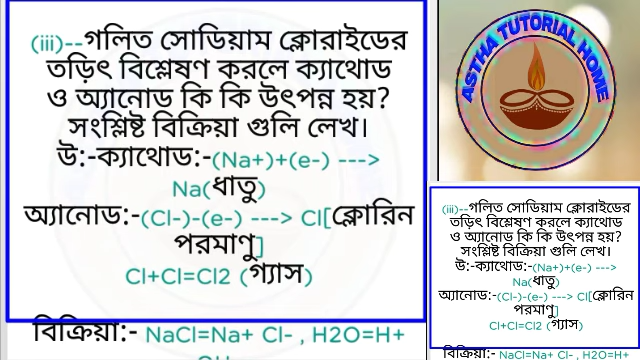 (iii)--গলিত সোডিয়াম ক্লোরাইডের
তড়িৎ বিশ্লেষণ করলে ক্যাথোড
ও অ্যানোড কি কি উৎপন্ন হয়?
সংশ্লিষ্ট বিক্রিয়া গুলি লেখ।
উ:-ক্যাথোড:-(Na+)+(e-) --->
Na(ধাতু)
অ্যানোড:-(Cl-)-(e-) ---> Cl[ক্লোরিন
পরমাণু]
Cl+Cl=Cl2 (গ্যাস)
বিক্রিয়া:- NaCl=Na+ Cl- , H2O=H+
ASTHA TUTORIAL HOME
(iii)--গলিত সোডিয়াম ক্লোরাইডের
তড়িৎ বিশ্লেষণ করলে ক্যাথোড
ও অ্যানোড কি কি উৎপন্ন হয়?
সংশ্লিষ্ট বিক্রিয়া গুলি লেখ।
উ:-ক্যাথোড:-(Na+)+(e-) --->
Na(ধাতু)
অ্যানোড:-(Cl-)-(e-) ---> Cl[ক্লোরিন
পরমাণু]
Cl+Cl=Cl2 (গ্যাস)
বিক্রিয়া:- NaCl=Na+ Cl- , H2O=H+